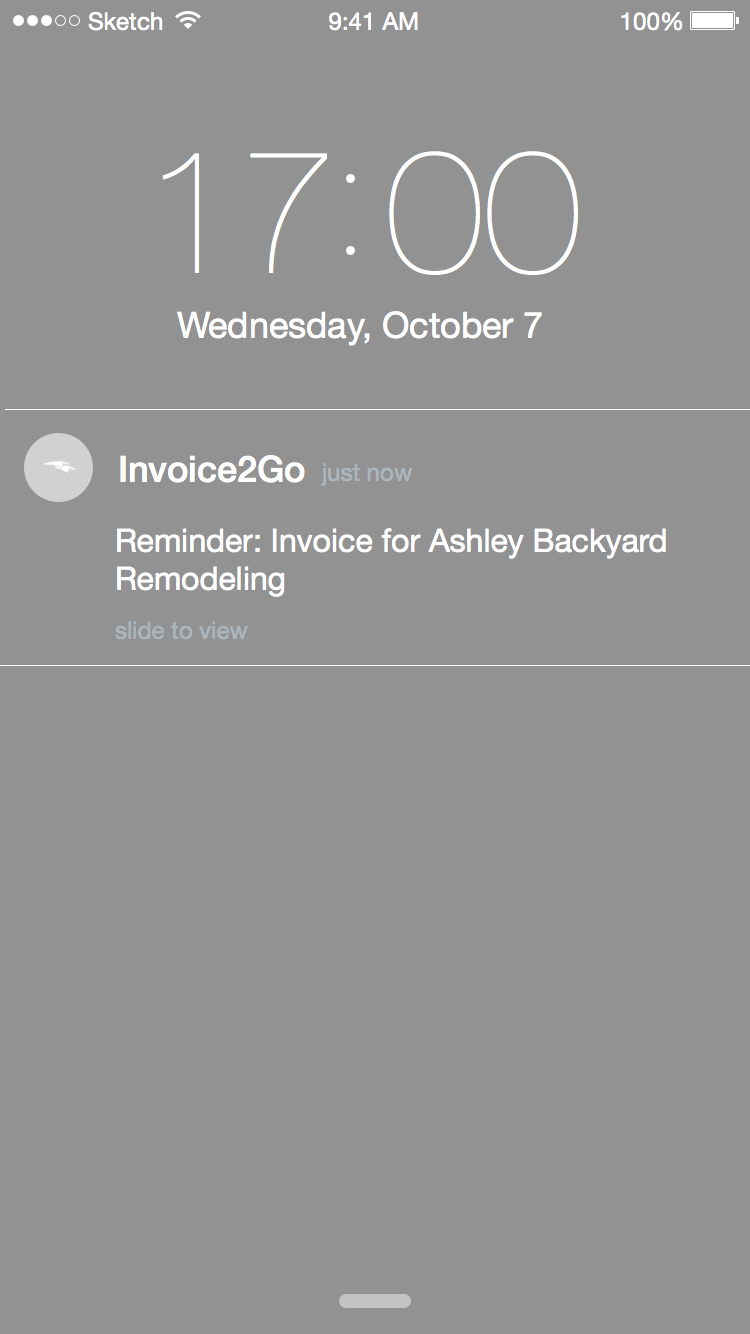 Sketch 9:41 AM 100%
17:00
Wednesday, October 7
Invoice2Go just now
Reminder: Invoice for Ashley Backyard
Remodeling
slide to view